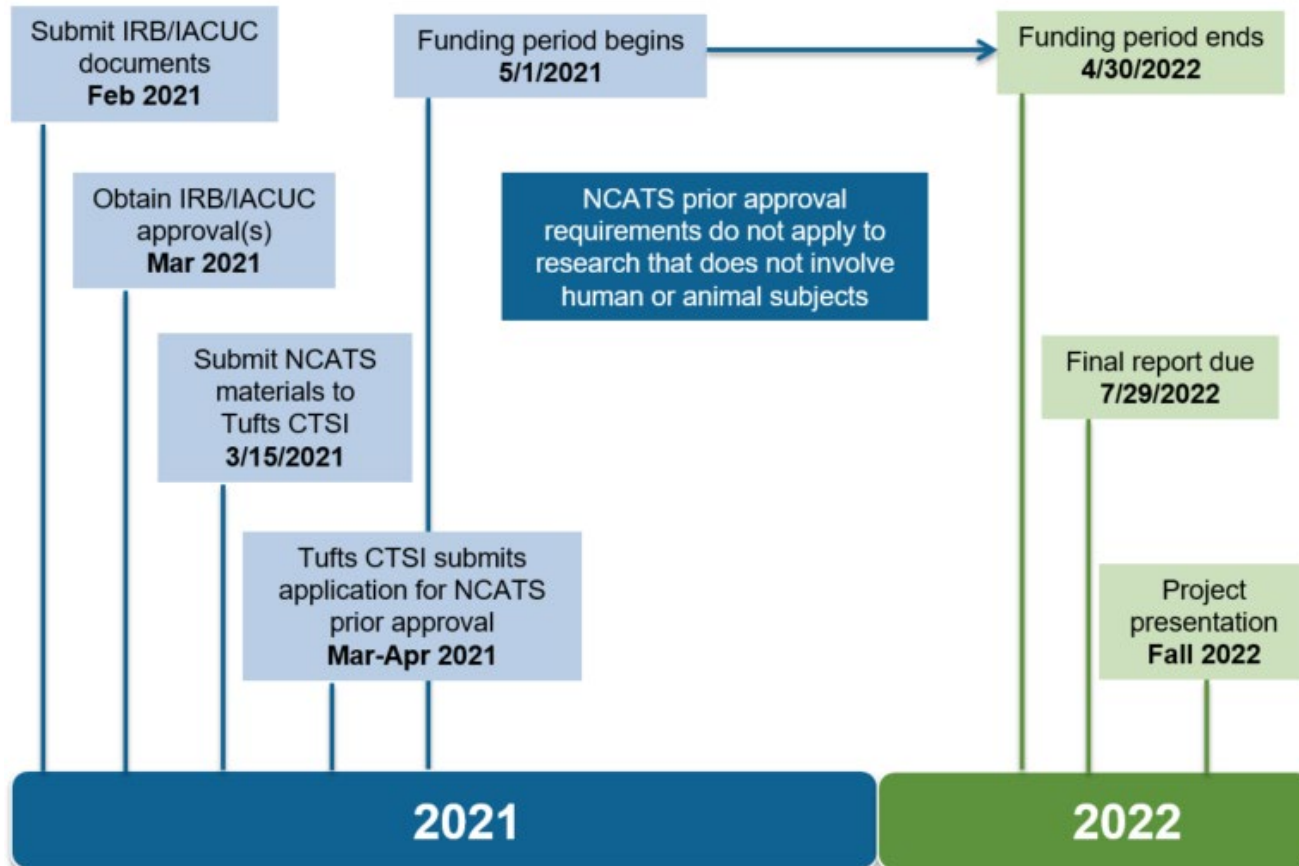 Submit IRB/IACUC
documents
Feb 2021
Funding period begins
5/1/2021
Funding period ends
4/30/2022
Obtain IRB/IACUC
approval(s)
Mar 2021
NCATS prior approval
requirements do not apply to
research that does not involve
human or animal subjects
Submit NCATS
materials to
Tufts CTSI
3/15/2021
Final report due
7/29/2022
Tufts CTSI submits
application for NCATS
prior approval
Mar-Apr 2021
Project
presentation
Fall 2022
2021
2022